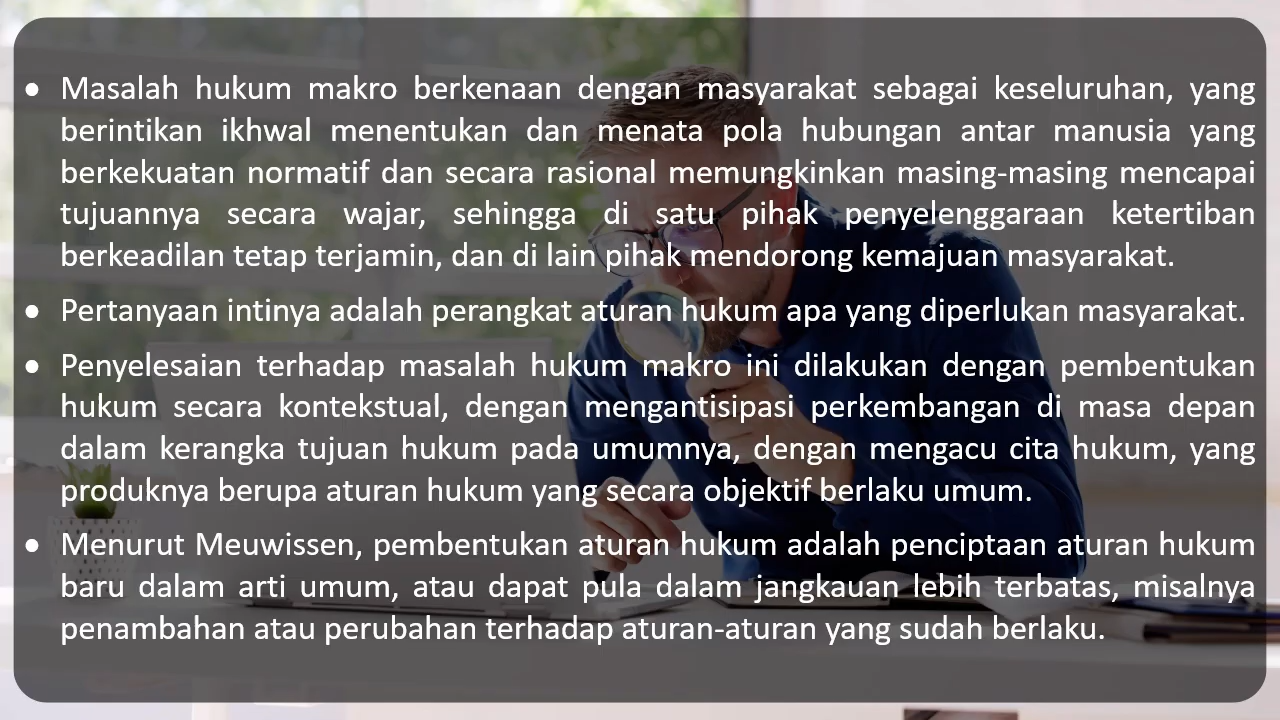 • Masalah hukum makro berkenaan dengan masyarakat sebagai keseluruhan, yang
berintikan ikhwal menentukan dan menata pola hubungan antar manusia yang
berkekuatan normatif dan secara rasional memungkinkan masing-masing mencapai
tujuannya secara wajar, sehingga di satu pihak penyelenggaraan ketertiban
berkeadilan tetap terjamin, dan di lain pihak mendorong kemajuan masyarakat.
• Pertanyaan intinya adalah perangkat aturan hukum apa yang diperlukan masyarakat.
• Penyelesaian terhadap masalah hukum makro ini dilakukan dengan pembentukan
hukum secara kontekstual, dengan mengantisipasi perkembangan di masa depan
dalam kerangka tujuan hukum pada umumnya, dengan mengacu cita hukum, yang
produknya berupa aturan hukum yang secara objektif berlaku umum.
• Menurut Meuwissen, pembentukan aturan hukum adalah penciptaan aturan hukum
baru dalam arti umum, atau dapat pula dalam jangkauan lebih terbatas, misalnya
penambahan atau perubahan terhadap aturan-aturan yang sudah berlaku.